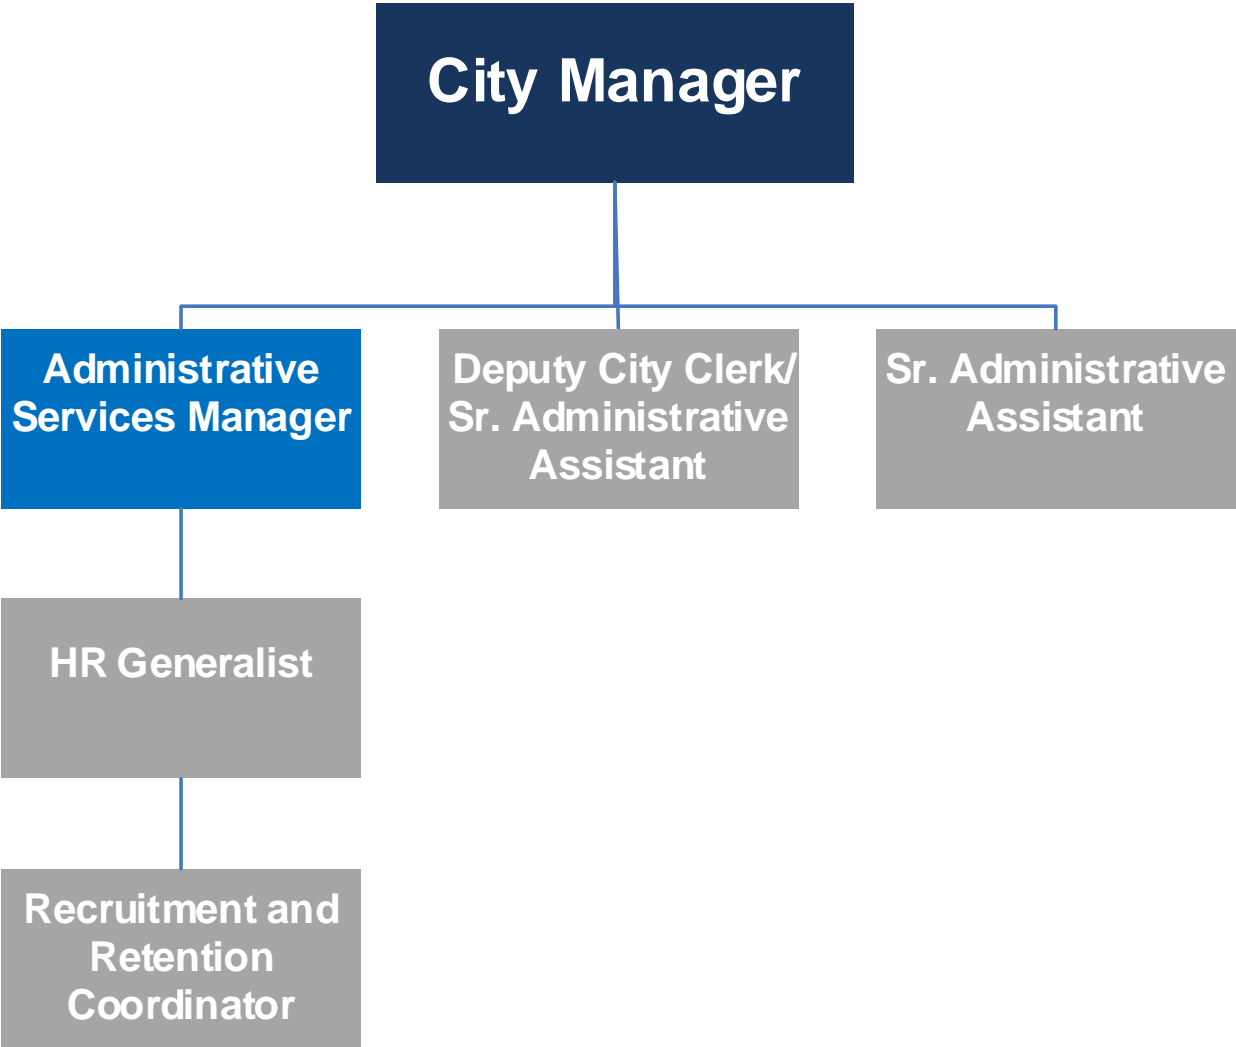 City Manager
Administrative
Services Manager
Deputy City Clerk/
Sr. Administrative
Assistant
Sr. Administrative
Assistant
HR Generalist
Recruitment and
Retention
Coordinator